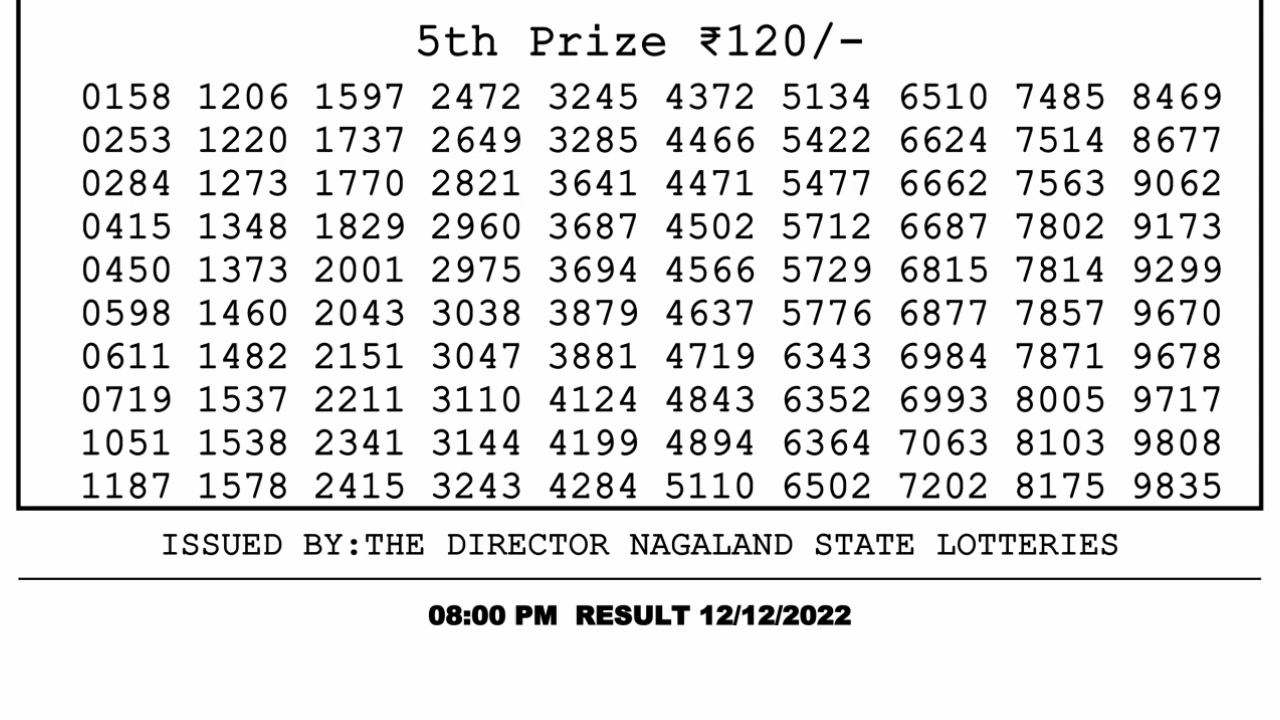 5th Prize ₹120/-
0158 1206 1597 2472 3245 4372 5134 6510 7485 8469
0253 1220 1737 2649 3285 4466 5422 6624 7514 8677
0284 1273 1770 2821 3641 4471 5477 6662 7563 9062
0415 1348 1829 2960 3687 4502 5712 6687 7802 9173
0450 1373 2001 2975 3694 4566 5729 6815 7814 9299
0598 1460 2043 3038 3879 4637 5776 6877 7857 9670
0611 1482 2151 3047 3881 4719 6343 6984 7871 9678
0719 1537 2211 3110 4124 4843 6352 6993 8005 9717
1051 1538 2341 3144 4199 4894 6364 7063 8103 9808
1187 1578 2415 3243 4284 5110 6502 7202 8175 9835
ISSUED BY:THE DIRECTOR NAGALAND STATE LOTTERIES
08:00 PM RESULT 12/12/2022